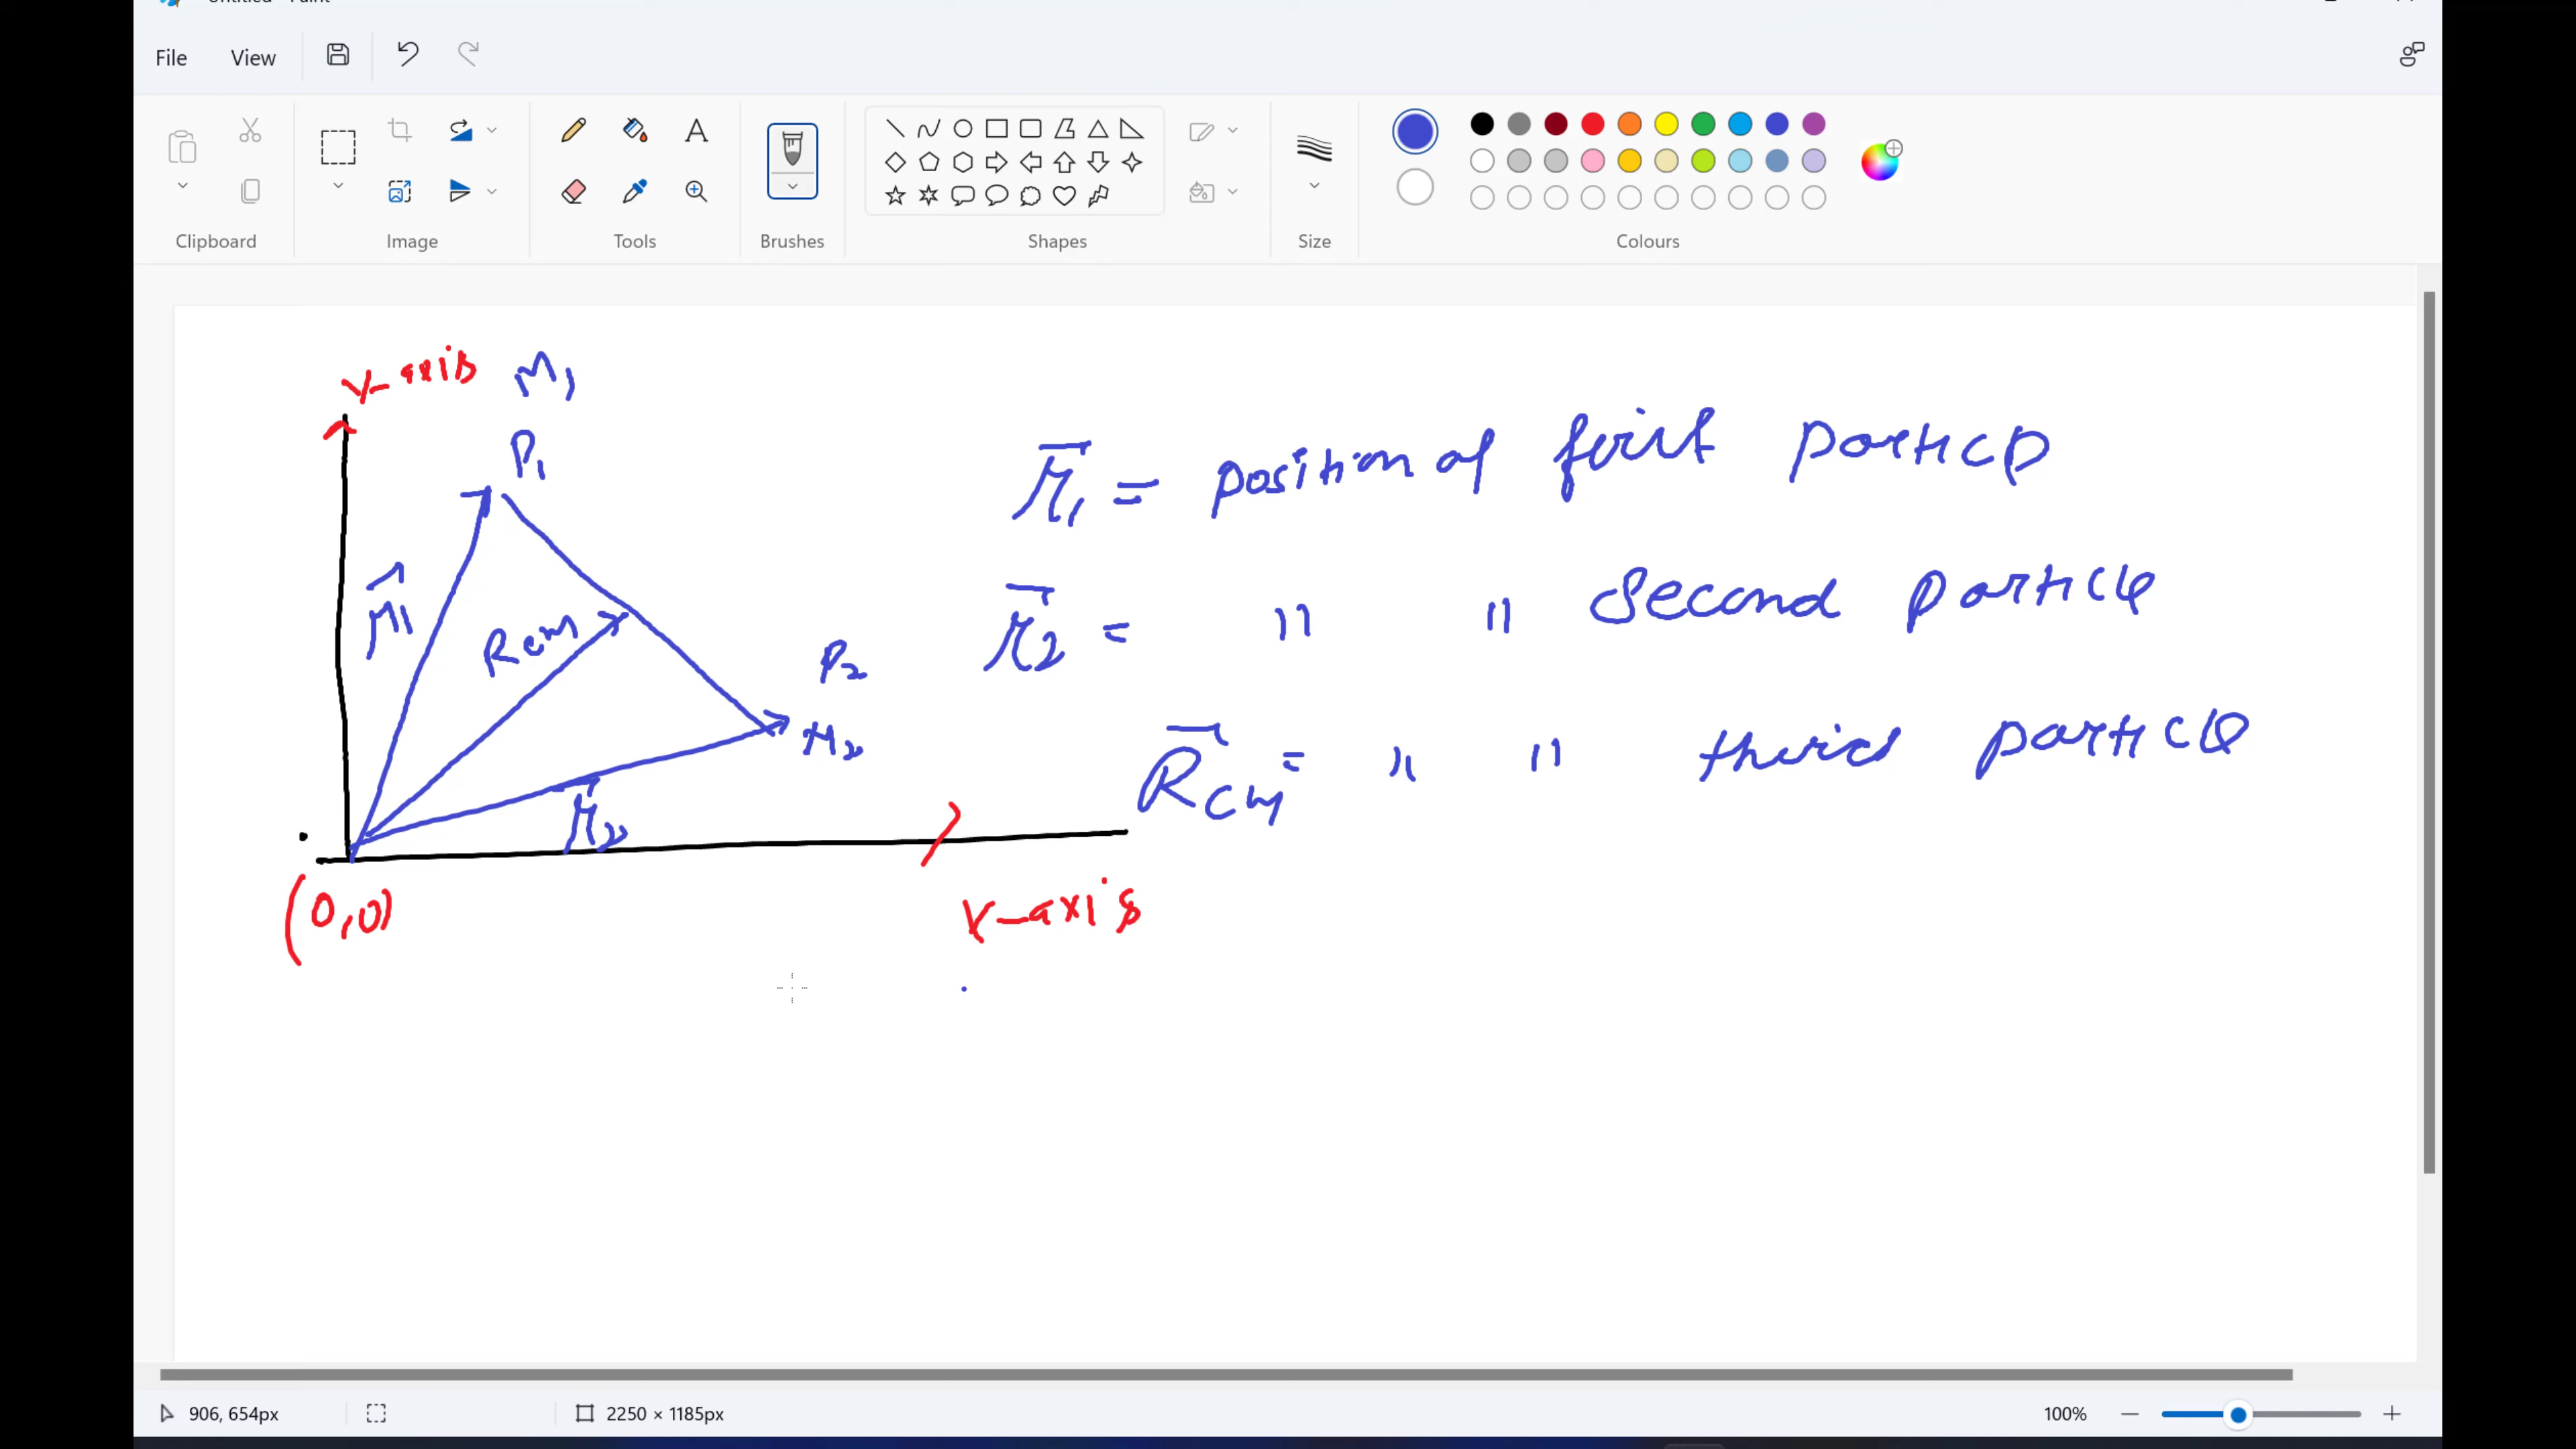 File View
Clipboard Image Tools Brushes Shapes Size Colours
y-axis M1
P1
r1 = position of first particle
r1
Rcm
r2 = " " Second particle
P2
M2
Rcm = " " third particle
r2
(0,0)
X-axis
906, 654px 2250 × 1185px 100%